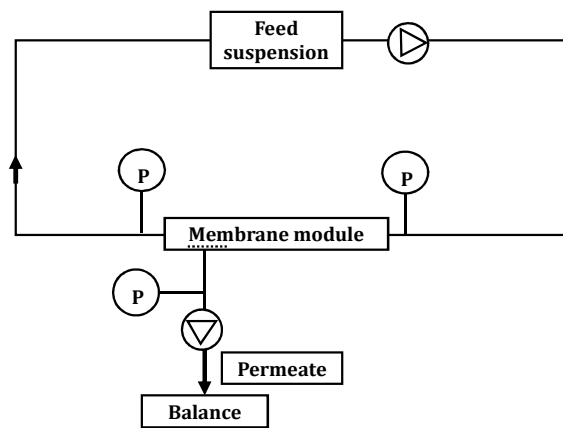 Feed
suspension
P
P
Membrane module
P
Permeate
Balance